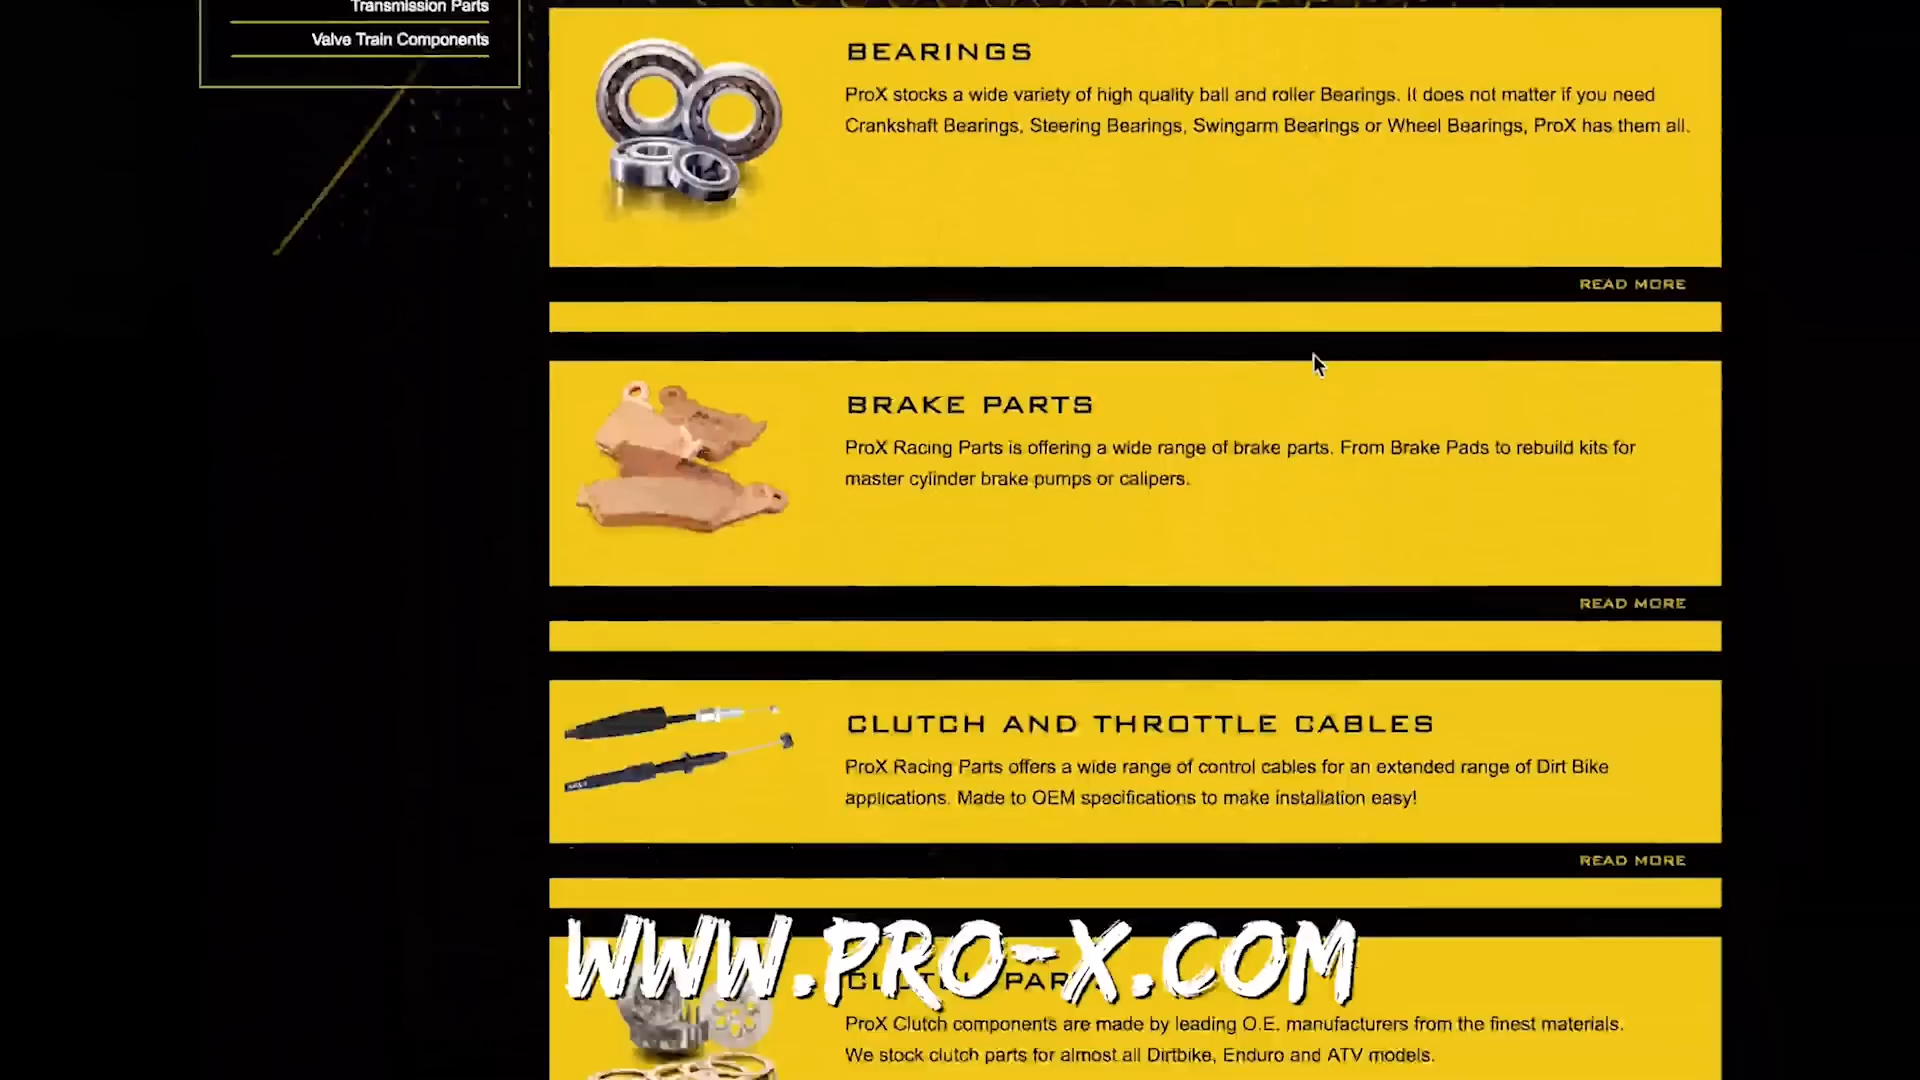 Transmission Parts
Valve Train Components
BEARINGS
ProX stocks a wide variety of high quality ball and roller Bearings. It does not matter if you need
Crankshaft Bearings, Steering Bearings, Swingarm Bearings or Wheel Bearings, ProX has them all.
READ MORE
BRAKE PARTS
ProX Racing Parts is offering a wide range of brake parts. From Brake Pads to rebuild kits for
master cylinder brake pumps or calipers.
READ MORE
CLUTCH AND THROTTLE CABLES
ProX Racing Parts offers a wide range of control cables for an extended range of Dirt Bike
applications. Made to OEM specifications to make installation easy!
READ MORE
WWW.PRO-X.COM
ProX Clutch components are made by leading O.E. manufacturers from the finest materials.
We stock clutch parts for almost all Dirtbike, Enduro and ATV models.